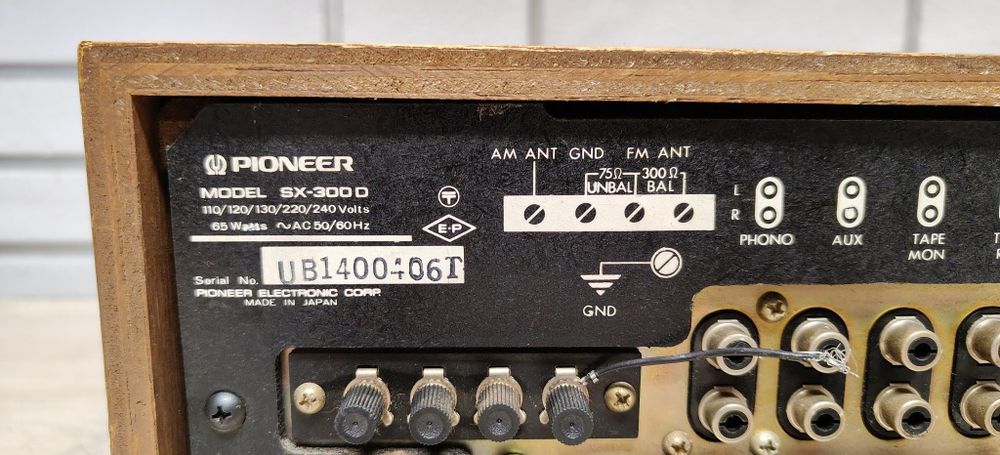 PIONEER
MODEL SX-300D
110/120/130/220/240 Volts
65 Watts ~AC 50/60Hz
E·P
Serial No. UB1400406T
PIONEER ELECTRONIC CORP.
MADE IN JAPAN
AM ANT GND FM ANT
75Ω 300Ω
UNBAL BAL
GND
L
R
PHONO
AUX
TAPE
MON